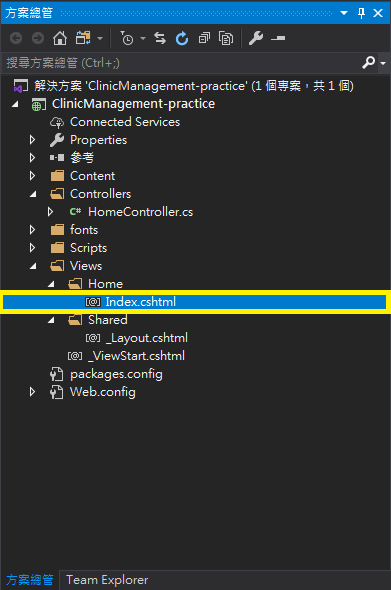 方案總管
搜尋方案總管 (Ctrl+;)
解決方案 'ClinicManagement-practice' (1 個專案，共 1 個)
ClinicManagement-practice
Connected Services
Properties
參考
Content
Controllers
C# HomeController.cs
fonts
Scripts
Views
Home
[@] Index.cshtml
Shared
[@] _Layout.cshtml
[@] _ViewStart.cshtml
packages.config
Web.config
方案總管 Team Explorer